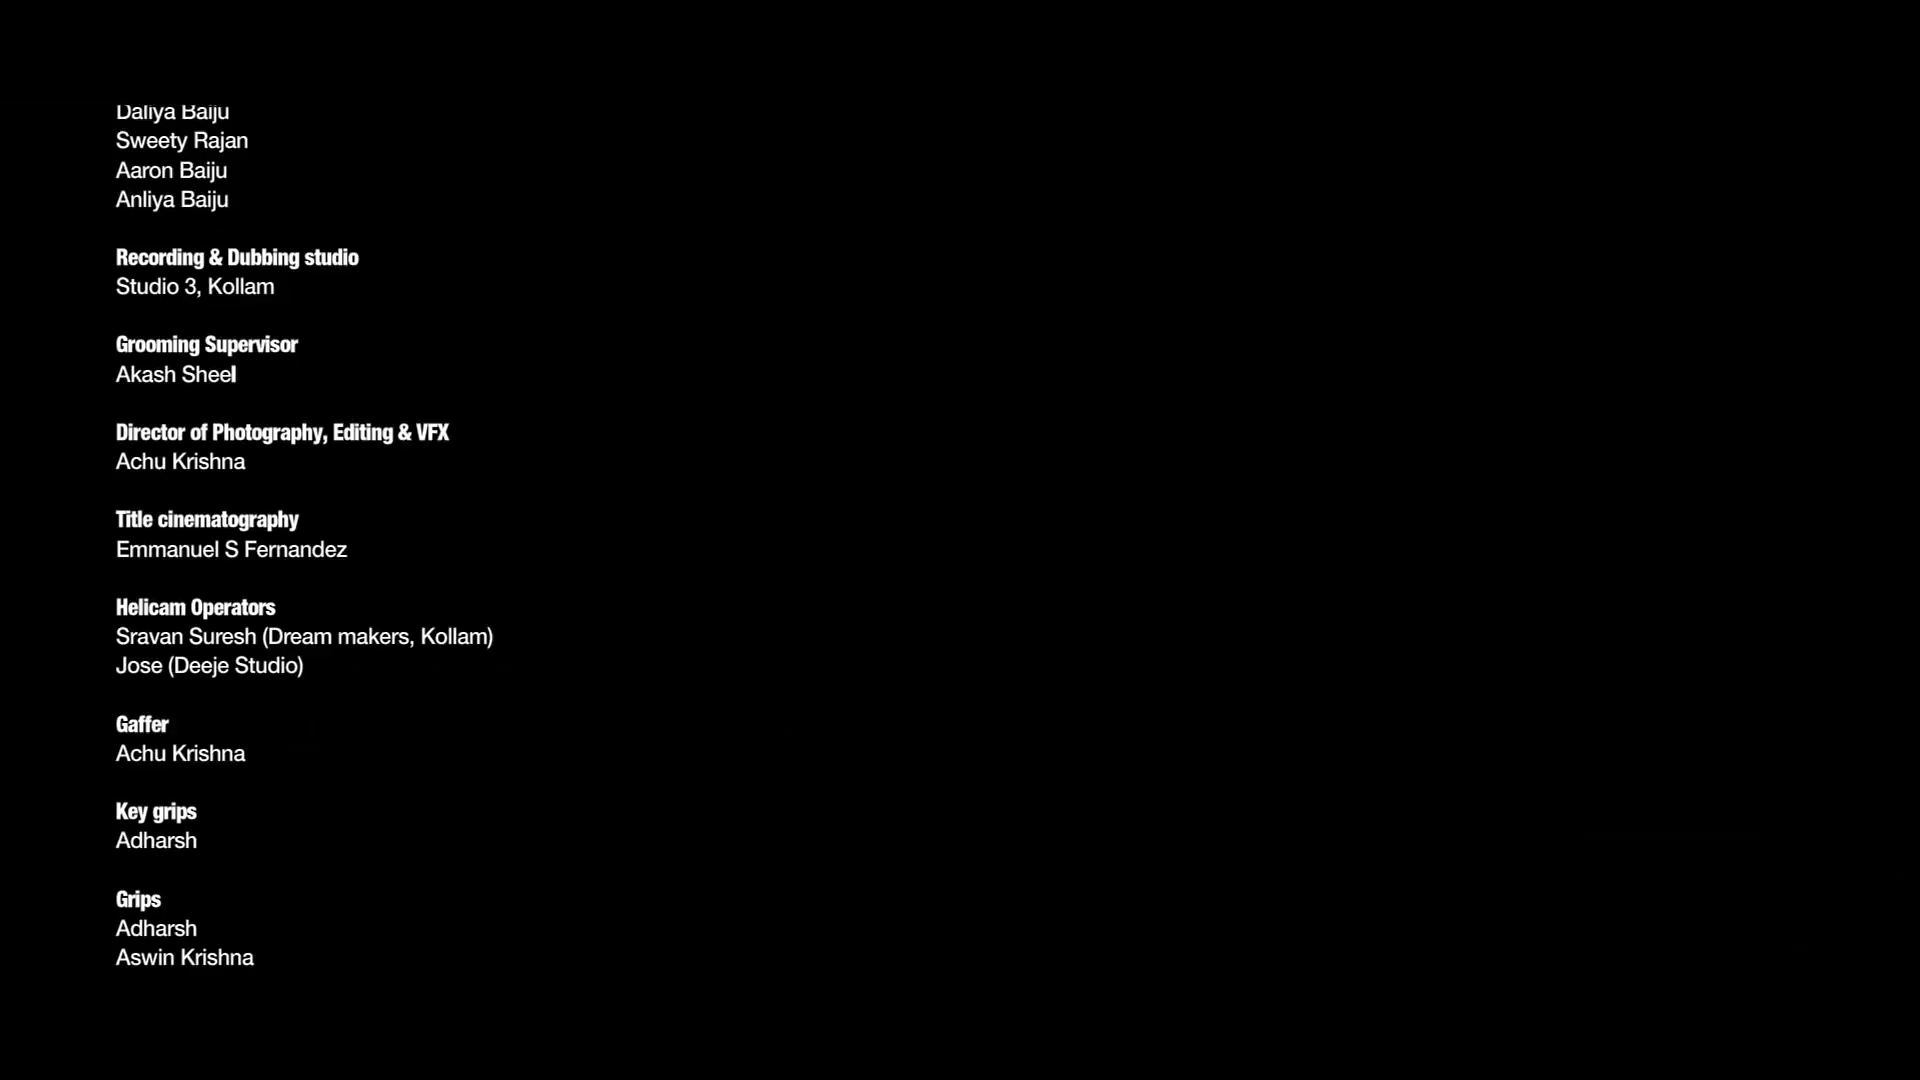 Daliya Baiju
Sweety Rajan
Aaron Baiju
Anliya Baiju
Recording & Dubbing studio
Studio 3, Kollam
Grooming Supervisor
Akash Sheel
Director of Photography, Editing & VFX
Achu Krishna
Title cinematography
Emmanuel S Fernandez
Helicam Operators
Sravan Suresh (Dream makers, Kollam)
Jose (Deeje Studio)
Gaffer
Achu Krishna
Key grips
Adharsh
Grips
Adharsh
Aswin Krishna